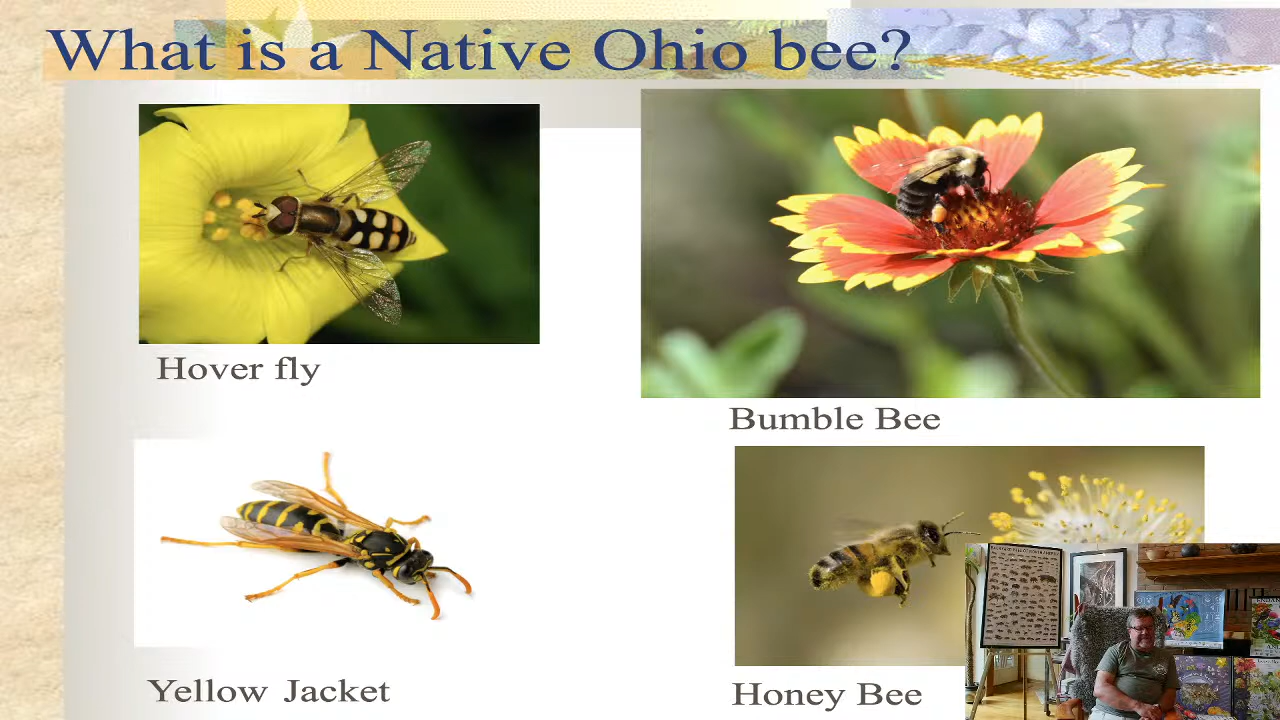 What is a Native Ohio bee?
Hover fly
Bumble Bee
Yellow Jacket
Honey Bee